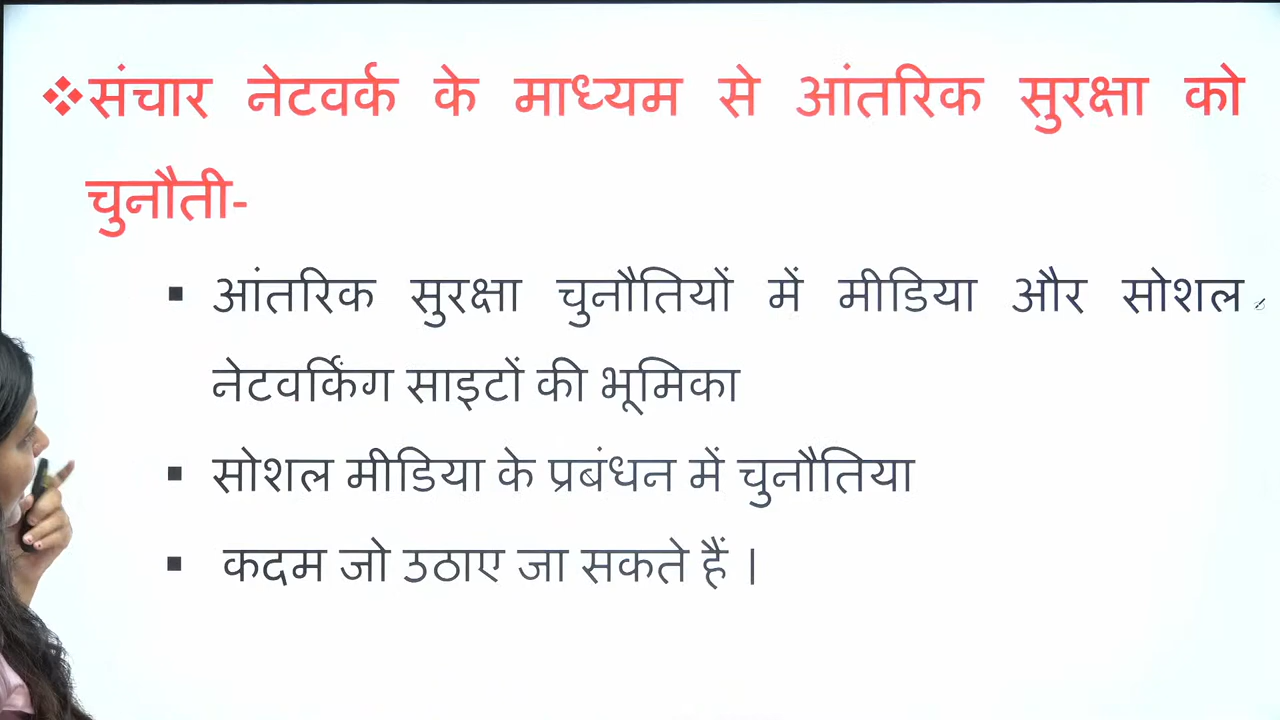 ❖संचार नेटवर्क के माध्यम से आंतरिक सुरक्षा को
चुनौती-
▪ आंतरिक सुरक्षा चुनौतियों में मीडिया और सोशल
नेटवर्किंग साइटों की भूमिका
▪ सोशल मीडिया के प्रबंधन में चुनौतिया
▪ कदम जो उठाए जा सकते हैं ।